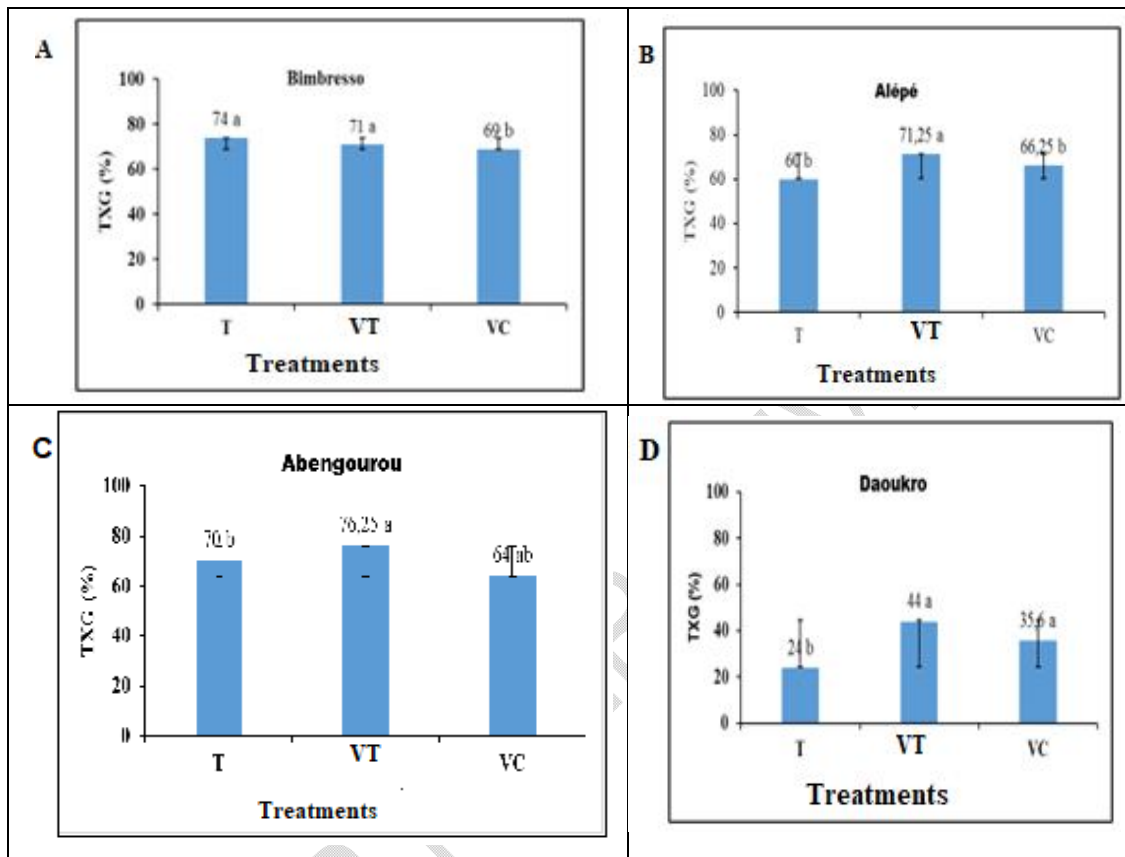 A
Bimbresso
TXG (%)
100
80
60
40
20
0
74 a
71 a
69 b
T
VT
VC
Treatments
B
Alépé
TXG (%)
100
80
60
40
20
0
60 b
71,25 a
66,25 b
T
VT
VC
Treatments
C
Abengourou
TXG (%)
100
80
60
40
20
0
70 b
76,25 a
64 ab
T
VT
VC
Treatments
D
Daoukro
TXG (%)
100
80
60
40
20
0
24 b
44 a
35,6 a
T
VT
VC
Treatments